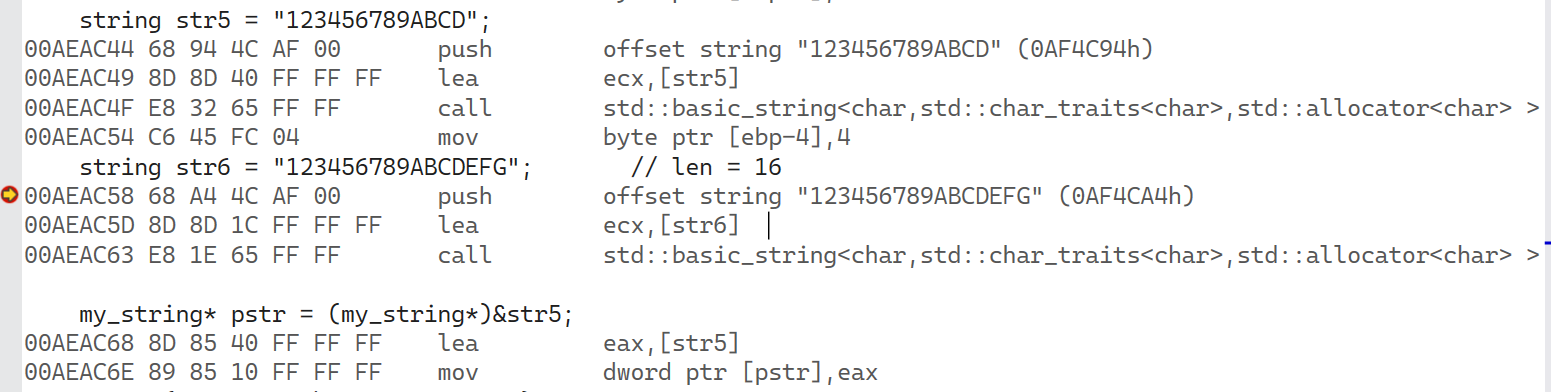 string str5 = "123456789ABCD";
00AEAC44 68 94 4C AF 00 push offset string "123456789ABCD" (0AF4C94h)
00AEAC49 8D 8D 40 FF FF FF lea ecx,[str5]
00AEAC4F E8 32 65 FF FF call std::basic_string<char,std::char_traits<char>,std::allocator<char> >
00AEAC54 C6 45 FC 04 mov byte ptr [ebp-4],4
string str6 = "123456789ABCDEFG"; // len = 16
00AEAC58 68 A4 4C AF 00 push offset string "123456789ABCDEFG" (0AF4CA4h)
00AEAC5D 8D 8D 1C FF FF FF lea ecx,[str6]
00AEAC63 E8 1E 65 FF FF call std::basic_string<char,std::char_traits<char>,std::allocator<char> >
my_string* pstr = (my_string*)&str5;
00AEAC68 8D 85 40 FF FF FF lea eax,[str5]
00AEAC6E 89 85 10 FF FF FF mov dword ptr [pstr],eax